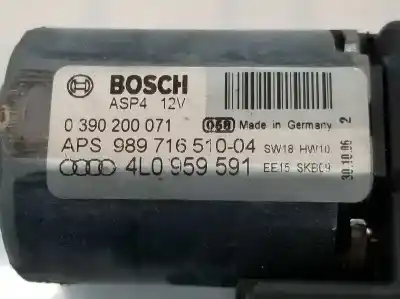 BOSCH
ASP4 12V
0 390 200 071 058 Made in Germany
APS 989 716 510-04 SW18 HW10
4L0 959 591 EE15 SKB09
30.10.06 2